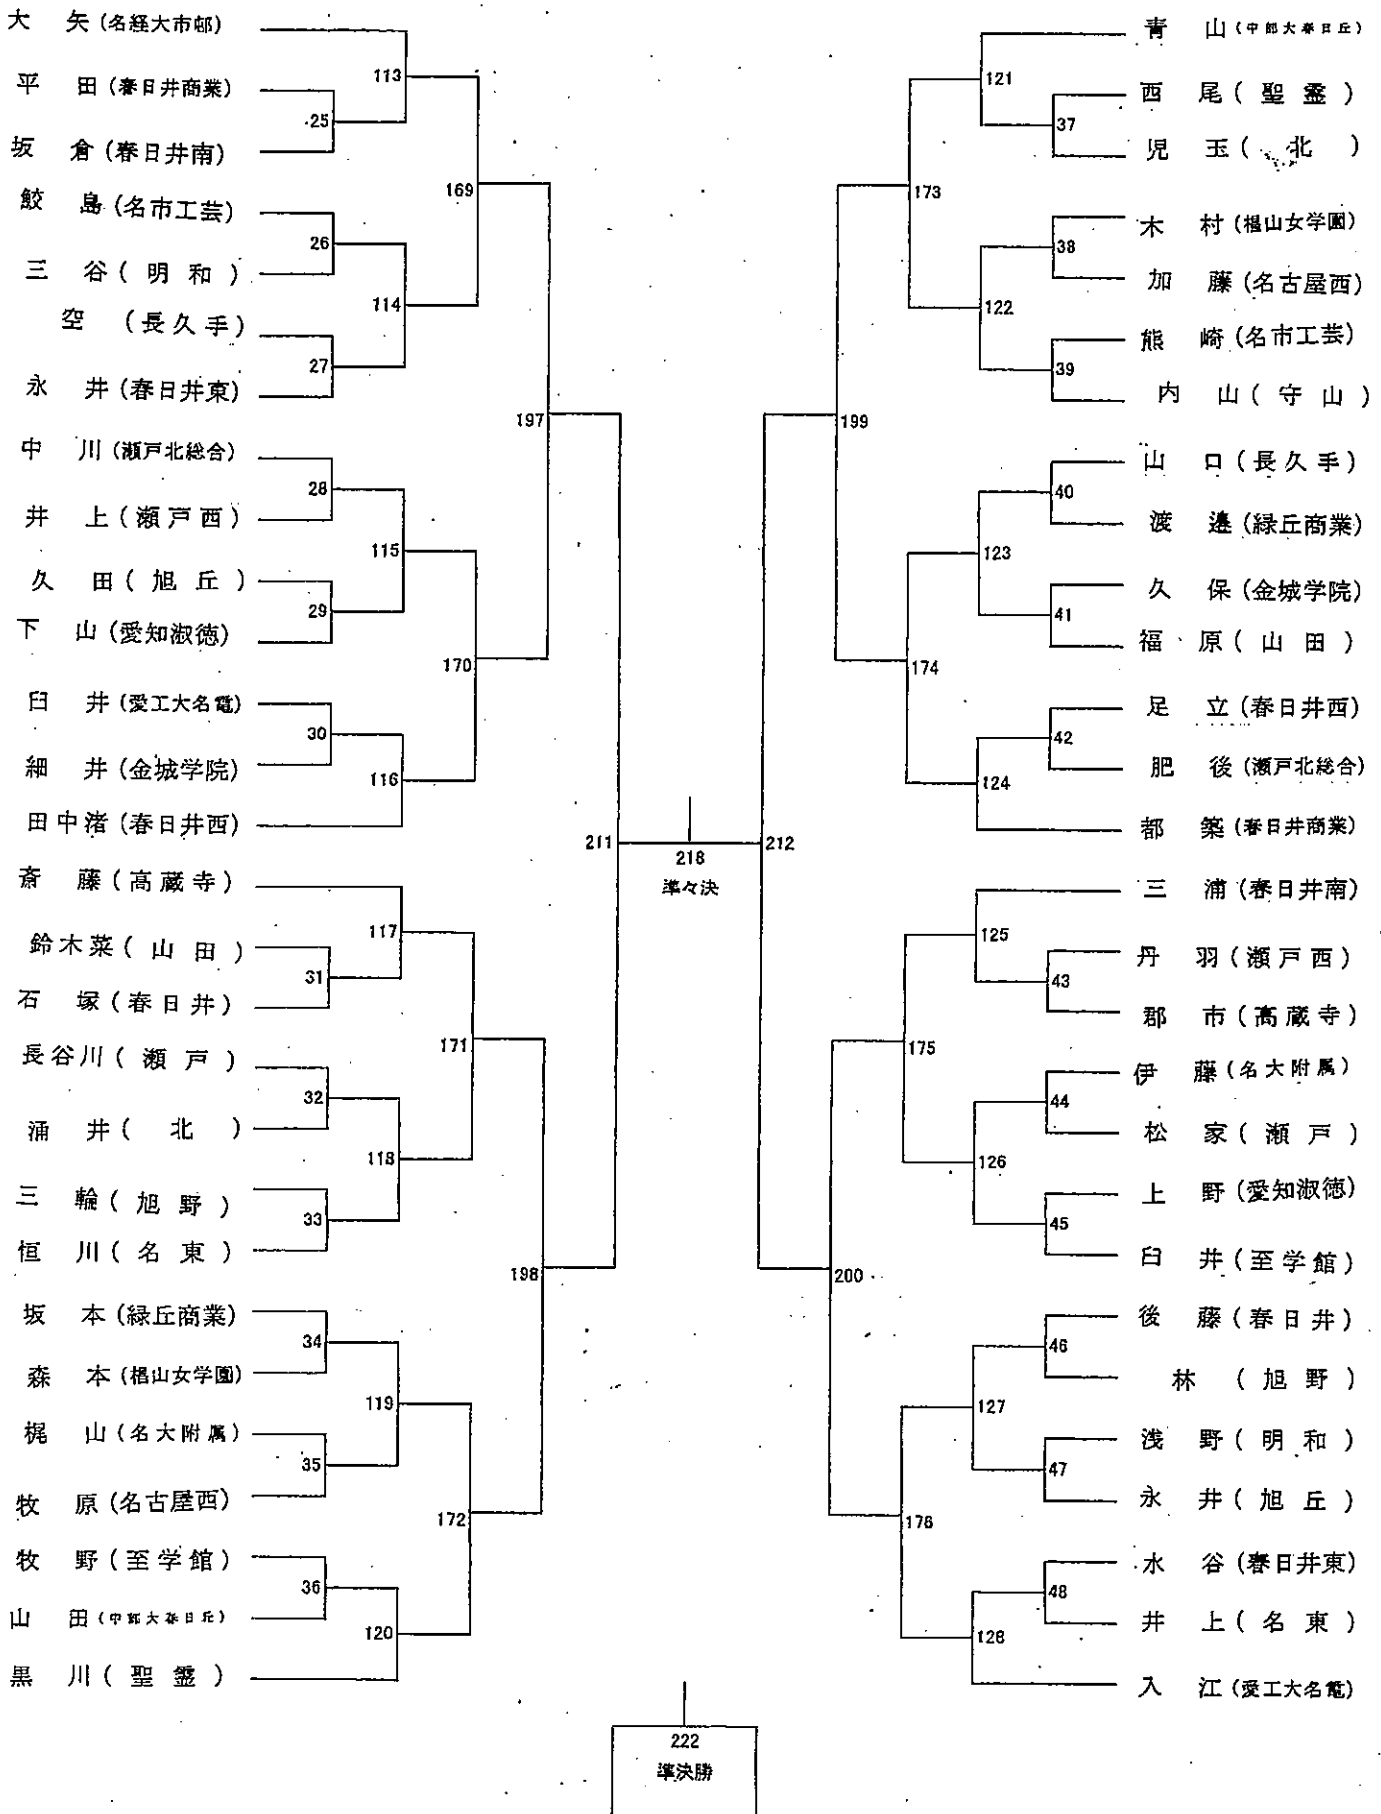 大 矢 (名経大市邨)
113
平 田 (春日井商業)
25
坂 倉 (春日井南)
169
鮫 島 (名市工芸)
26
三 谷 ( 明 和 )
114
空 ( 長 久 手 )
27
永 井 (春日井東)
197
中 川 (瀬戸北総合)
28
井 上 ( 瀬 戸 西 )
115
久 田 ( 旭 丘 )
29
下 山 (愛知淑徳)
170
臼 井 (愛工大名電)
30
細 井 (金城学院)
116
田中渚 (春日井西)
211
218
準々決
212
斎 藤 ( 高 蔵 寺 )
117
鈴木菜 ( 山 田 )
31
石 塚 ( 春 日 井 )
171
長谷川 ( 瀬 戸 )
32
涌 井 ( 北 )
118
三 輪 ( 旭 野 )
33
恒 川 ( 名 東 )
198
坂 本 (緑丘商業)
34
森 本 (椙山女学園)
119
梶 山 (名大附属)
35
牧 原 (名古屋西)
172
牧 野 ( 至 学 館 )
36
山 田 (中部大春日丘)
120
黒 川 ( 聖 霊 )
青 山 (中部大春日丘)
121
西 尾 ( 聖 霊 )
37
児 玉 ( 北 )
173
木 村 (椙山女学園)
38
加 藤 (名古屋西)
122
熊 崎 (名市工芸)
39
内 山 ( 守 山 )
199
山 口 ( 長 久 手 )
40
渡 邉 (緑丘商業)
123
久 保 (金城学院)
41
福 原 ( 山 田 )
174
足 立 (春日井西)
42
肥 後 (瀬戸北総合)
124
都 築 (春日井商業)
三 浦 (春日井南)
125
丹 羽 ( 瀬 戸 西 )
43
郡 市 ( 高 蔵 寺 )
175
伊 藤 (名大附属)
44
松 家 ( 瀬 戸 )
126
上 野 (愛知淑徳)
45
臼 井 ( 至 学 館 )
200
後 藤 ( 春 日 井 )
46
林 ( 旭 野 )
127
浅 野 ( 明 和 )
47
永 井 ( 旭 丘 )
176
水 谷 (春日井東)
48
井 上 ( 名 東 )
128
入 江 (愛工大名電)
222
準決勝